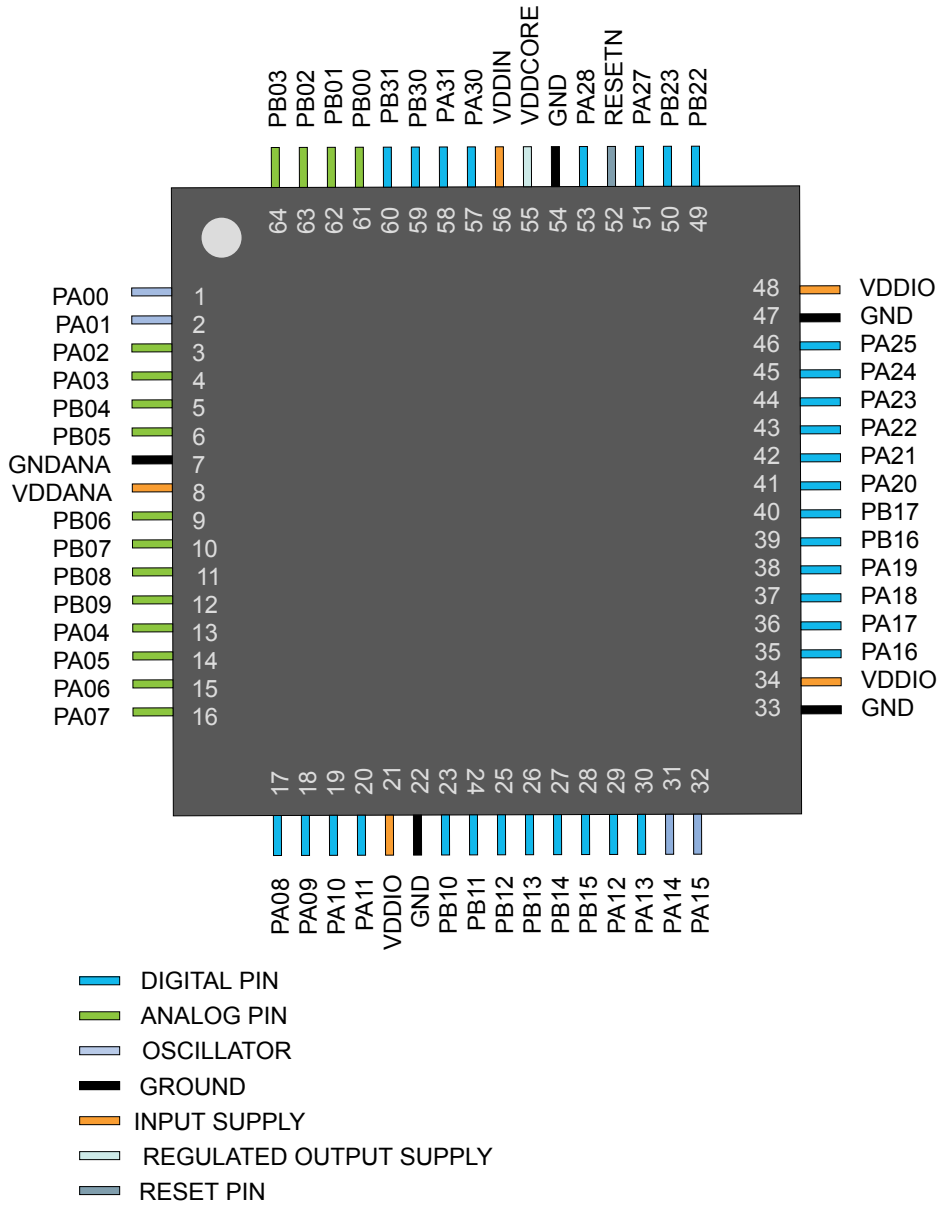 PB03
PB02
PB01
PB00
PB31
PB30
PA31
PA30
VDDIN
VDDCORE
GND
PA28
RESETN
PA27
PB23
PB22
64
63
62
61
60
59
58
57
56
55
54
53
52
51
50
49
PA00 1
PA01 2
PA02 3
PA03 4
PB04 5
PB05 6
GNDANA 7
VDDANA 8
PB06 9
PB07 10
PB08 11
PB09 12
PA04 13
PA05 14
PA06 15
PA07 16
48 VDDIO
47 GND
46 PA25
45 PA24
44 PA23
43 PA22
42 PA21
41 PA20
40 PB17
39 PB16
38 PA19
37 PA18
36 PA17
35 PA16
34 VDDIO
33 GND
17
18
19
20
21
22
23
24
25
26
27
28
29
30
31
32
PA08
PA09
PA10
PA11
VDDIO
GND
PB10
PB11
PB12
PB13
PB14
PB15
PA12
PA13
PA14
PA15
DIGITAL PIN
ANALOG PIN
OSCILLATOR
GROUND
INPUT SUPPLY
REGULATED OUTPUT SUPPLY
RESET PIN